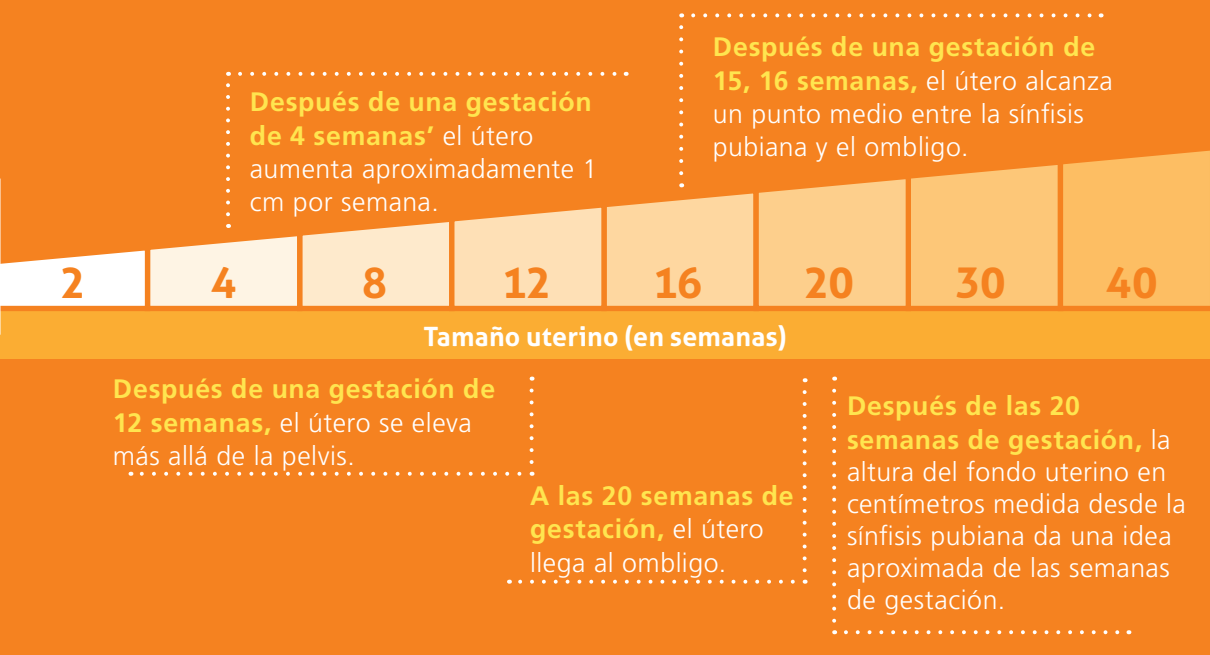 Después de una gestación
de 4 semanas’ el útero
aumenta aproximadamente 1
cm por semana.
Después de una gestación de
15, 16 semanas, el útero alcanza
un punto medio entre la sínfisis
pubiana y el ombligo.
2 4 8 12 16 20 30 40
Tamaño uterino (en semanas)
Después de una gestación de
12 semanas, el útero se eleva
más allá de la pelvis.
A las 20 semanas de
gestación, el útero
llega al ombligo.
Después de las 20
semanas de gestación, la
altura del fondo uterino en
centímetros medida desde la
sínfisis pubiana da una idea
aproximada de las semanas
de gestación.